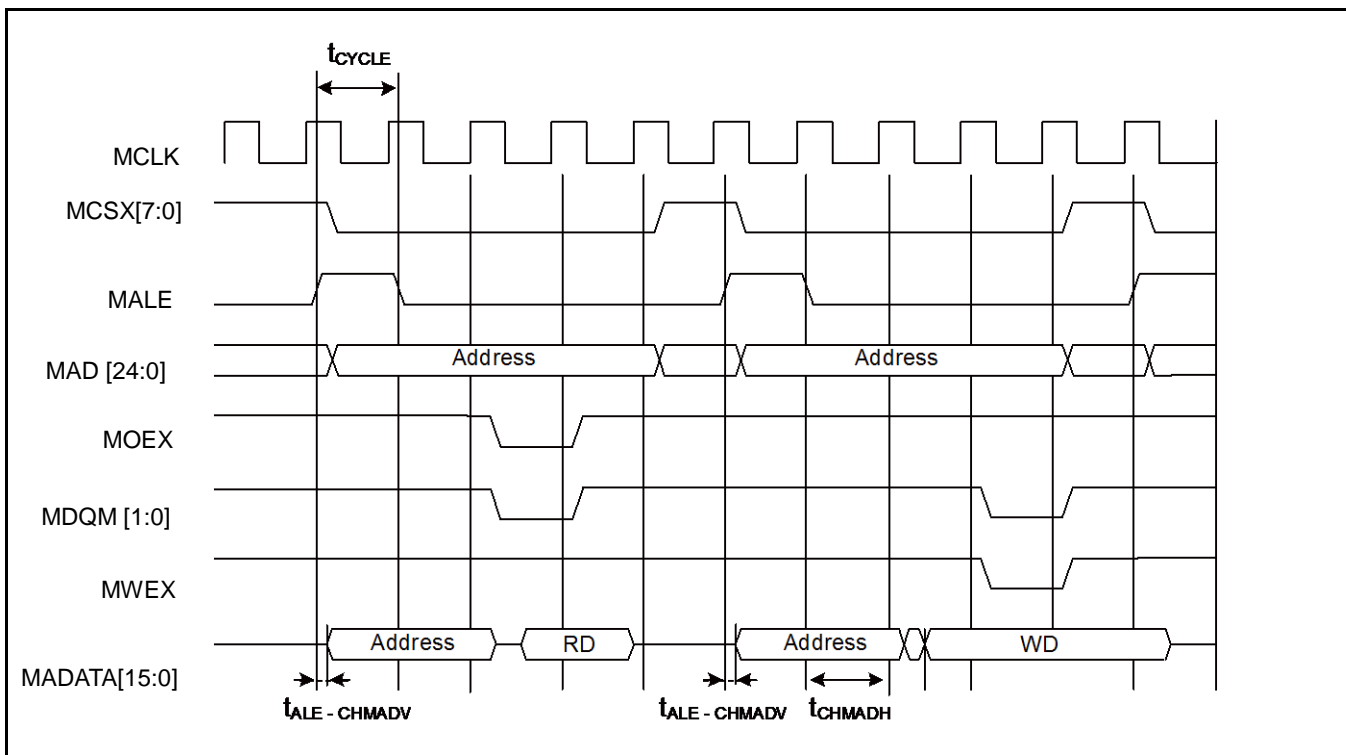 tCYCLE
MCLK
MCSX[7:0]
MALE
MAD [24:0]
Address
Address
MOEX
MDQM [1:0]
MWEX
MADATA[15:0]
Address
RD
Address
WD
tALE - CHMADV
tALE - CHMADV
tCHMADH